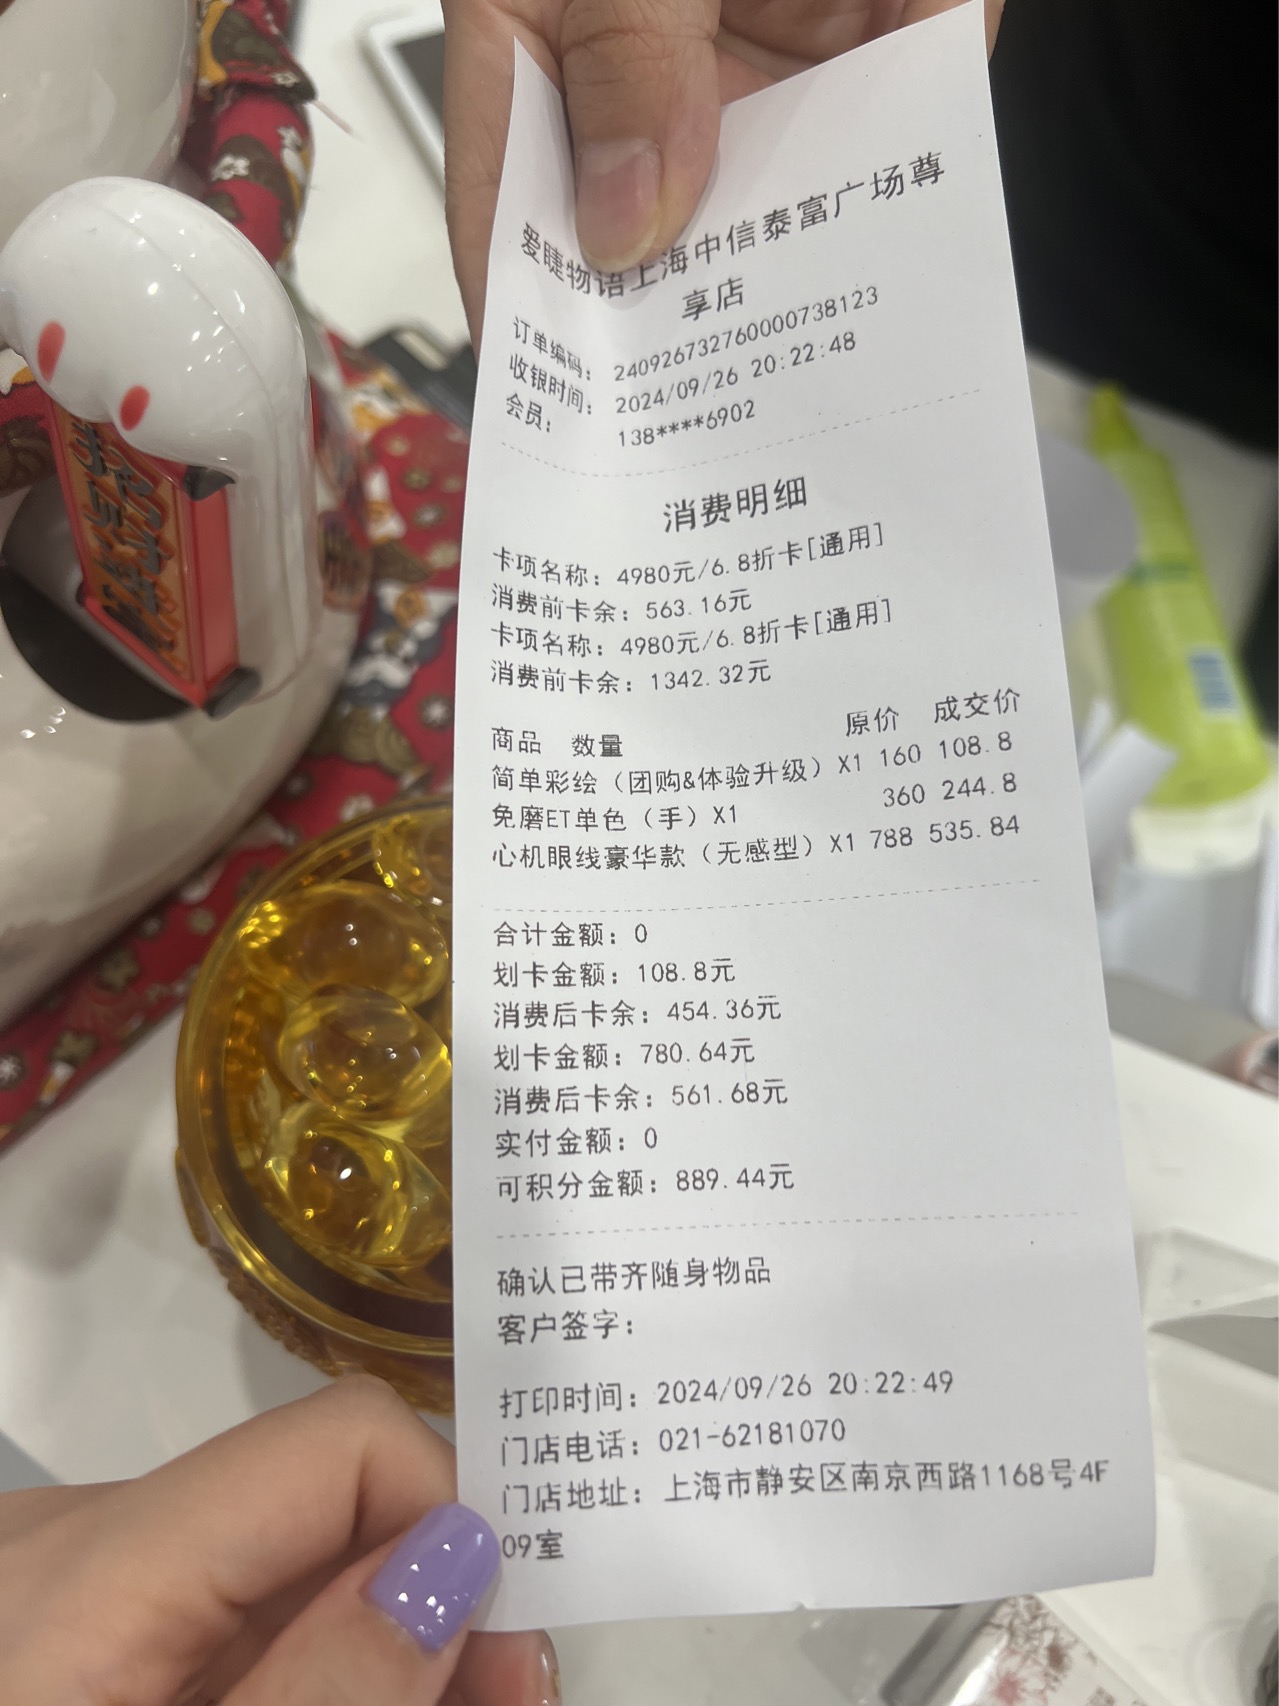 爱睫物语上海中信泰富广场尊
享店
订单编码： 240926732760000738123
收银时间： 2024/09/26 20:22:48
会员： 138****6902
消费明细
卡项名称：4980元/6.8折卡[通用]
消费前卡余：563.16元
卡项名称：4980元/6.8折卡[通用]
消费前卡余：1342.32元
商品 数量 原价 成交价
简单彩绘（团购&体验升级）X1 160 108.8
免磨ET单色（手）X1 360 244.8
心机眼线豪华款（无感型）X1 788 535.84
合计金额：0
划卡金额：108.8元
消费后卡余：454.36元
划卡金额：780.64元
消费后卡余：561.68元
实付金额：0
可积分金额：889.44元
确认已带齐随身物品
客户签字：
打印时间：2024/09/26 20:22:49
门店电话：021-62181070
门店地址：上海市静安区南京西路1168号4F
09室